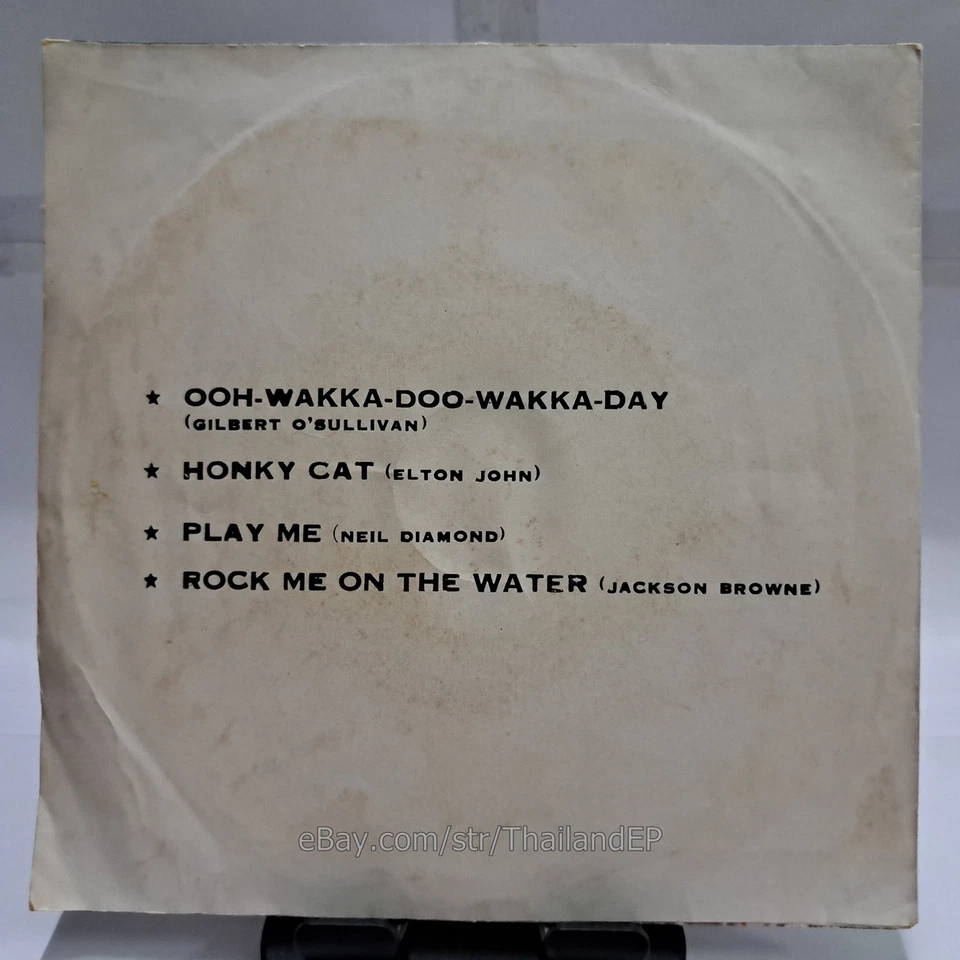 ★ OOH-WAKKA-DOO-WAKKA-DAY
(GILBERT O'SULLIVAN)
★ HONKY CAT (ELTON JOHN)
★ PLAY ME (NEIL DIAMOND)
★ ROCK ME ON THE WATER (JACKSON BROWNE)
eBay.com/str/ThailandEP